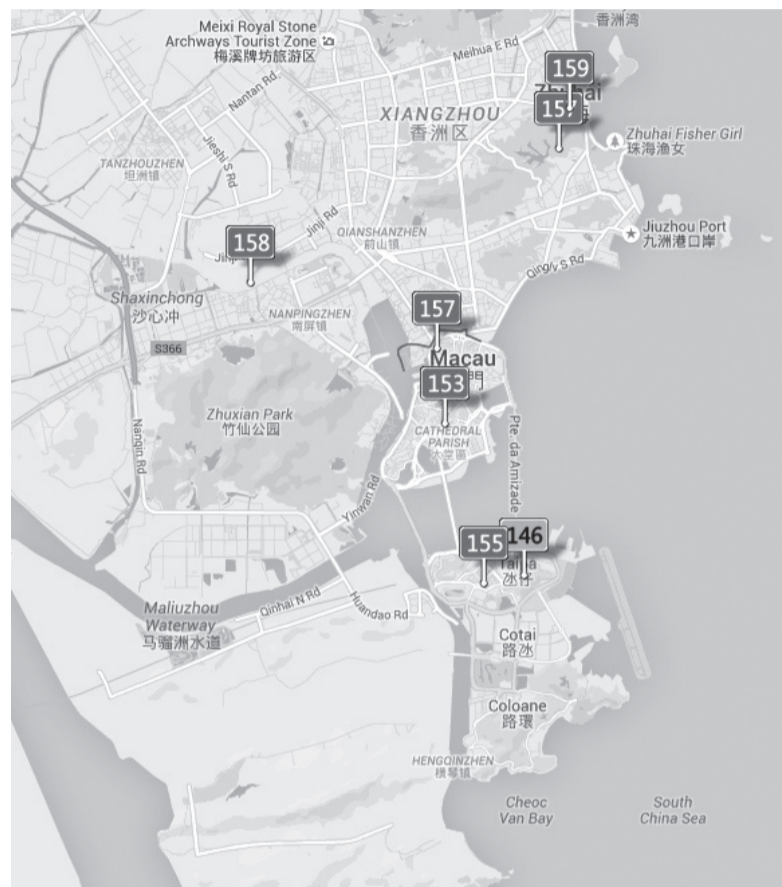 香洲湾
Meixi Royal Stone
Archways Tourist Zone
梅溪牌坊旅游区
Meihua E Rd
159
Nantan Rd
XIANGZHOU
香洲区
Jieshi S Rd
Zhuhai Fisher Girl
珠海渔女
TANZHOUZHEN
坦洲镇
Jinji Rd
QIANSHANZHEN
前山镇
Jiuzhou Port
九洲港口岸
158
Qinglv S Rd
Shaxinchong
沙心冲
NANPINGZHEN
南屏镇
157
S366
Macau
153
Zhuxian Park
竹仙公园
CATHEDRAL
PARISH
大堂區
Nanqin Rd
Pte. da Amizade
Yinwan Rd
155
146
氹仔
Maliuzhou
Waterway
马骝洲水道
Qinhai N Rd
Huandao Rd
Cotai
路氹
Coloane
路環
HENGQINZHEN
横琴镇
Cheoc
Van Bay
South
China Sea